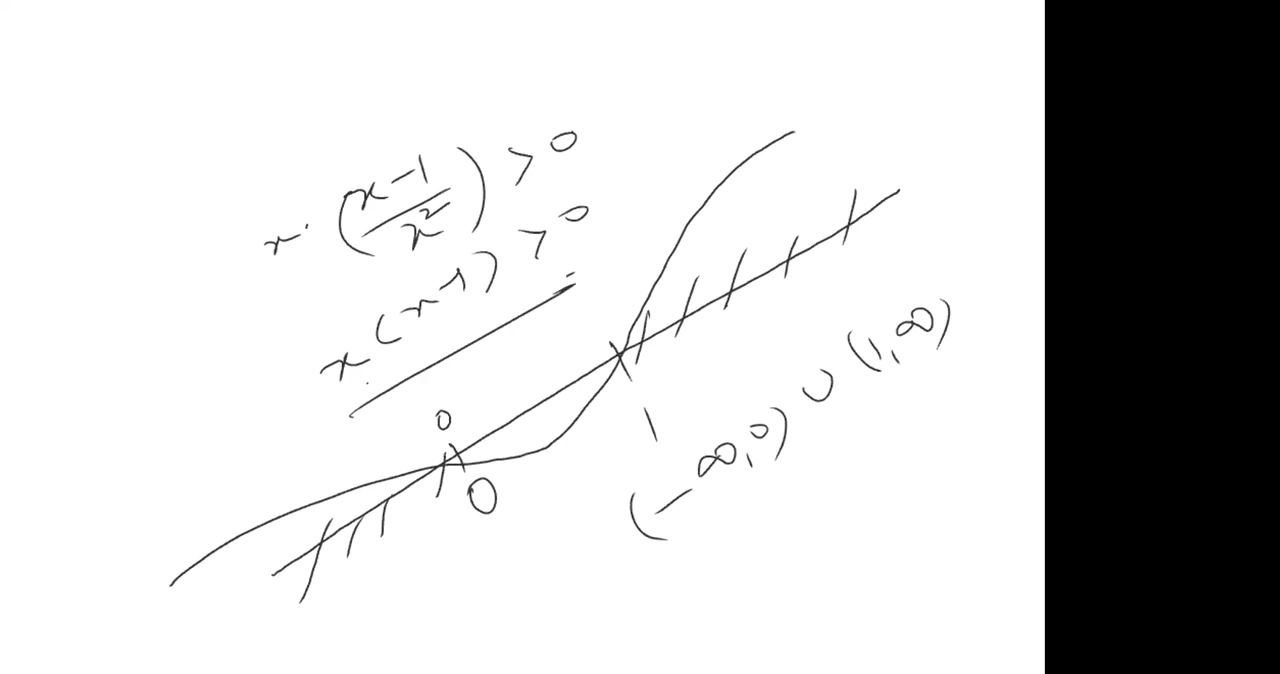 x·((x-1)/x²) > 0
x(x-1) > 0
0
0
1
(-∞,0) ∪ (1,∞)